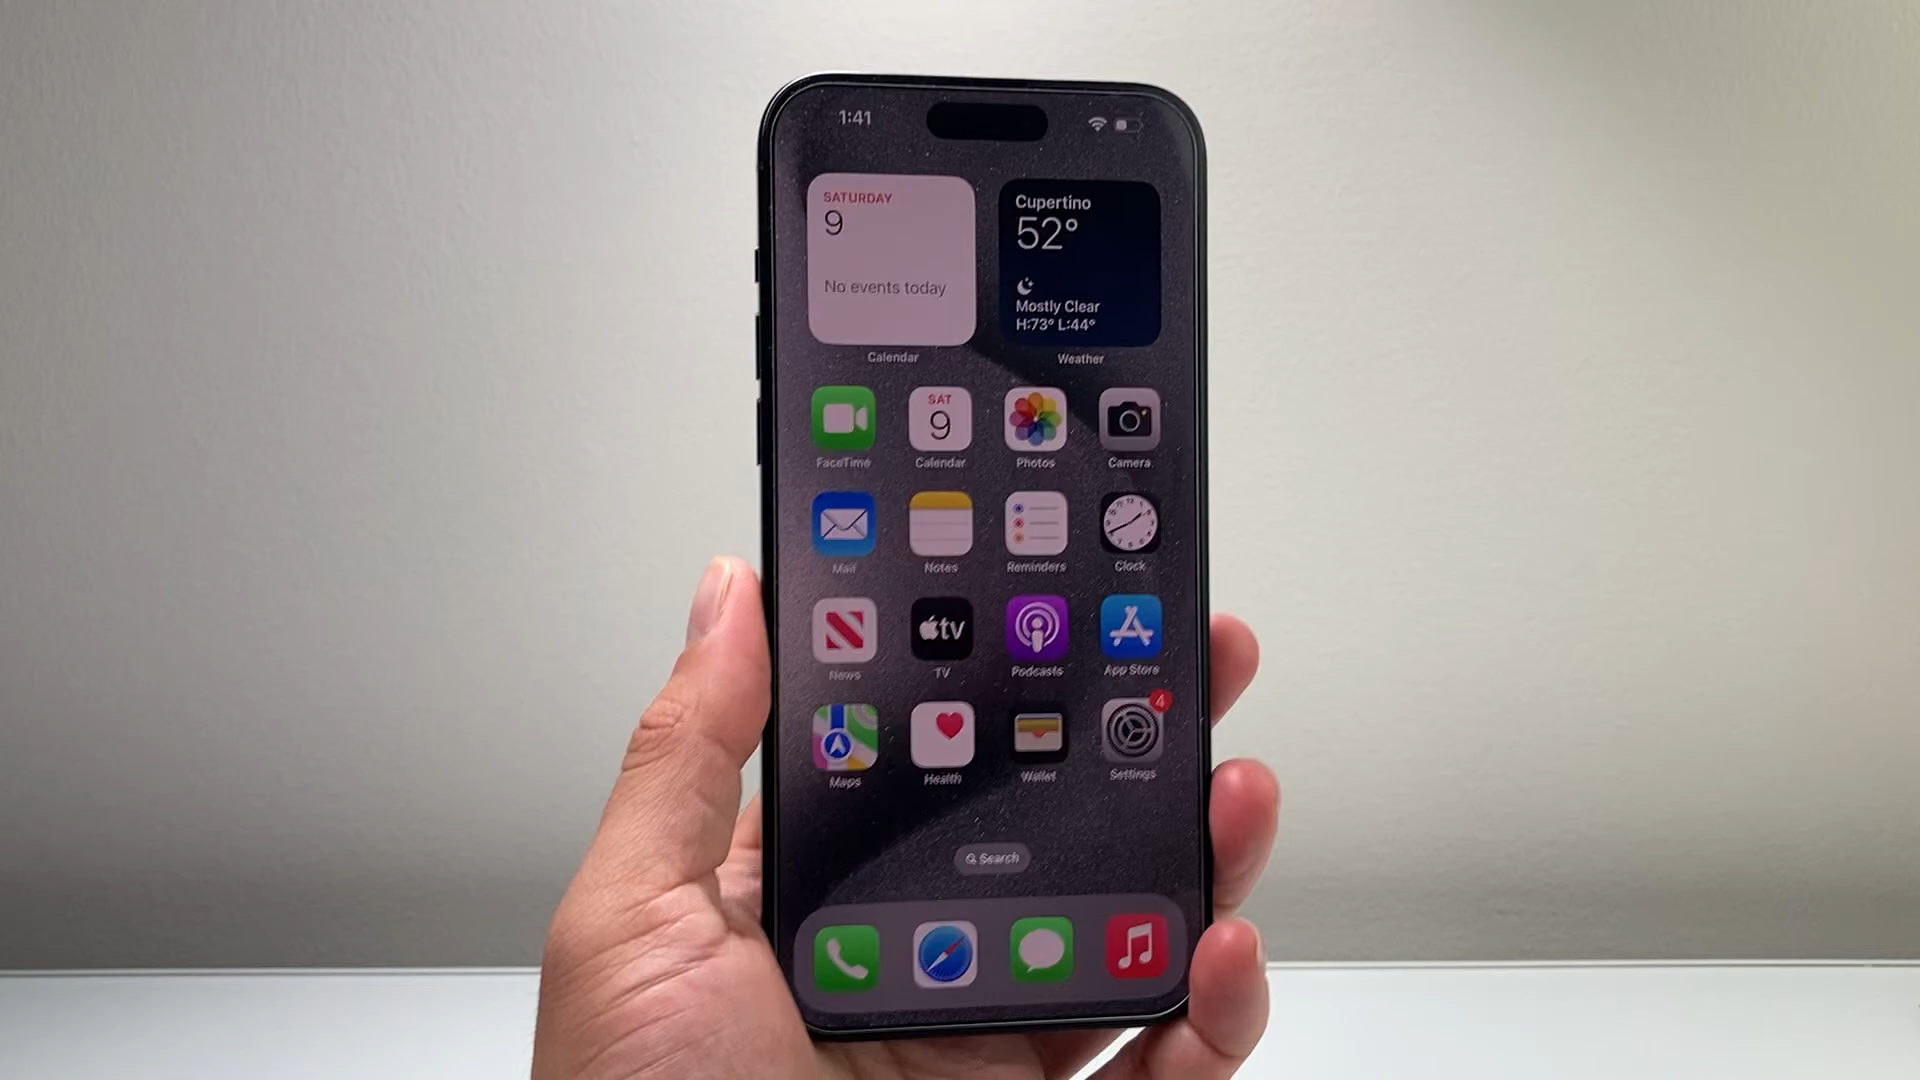 1:41
SATURDAY
9
No events today
Calendar
Cupertino
52°
Mostly Clear
H:73° L:44°
Weather
FaceTime
SAT
9
Calendar
Photos
Camera
Mail
Notes
Reminders
Clock
News
tv
TV
Podcasts
App Store
Maps
Health
Wallet
4
Settings
Search